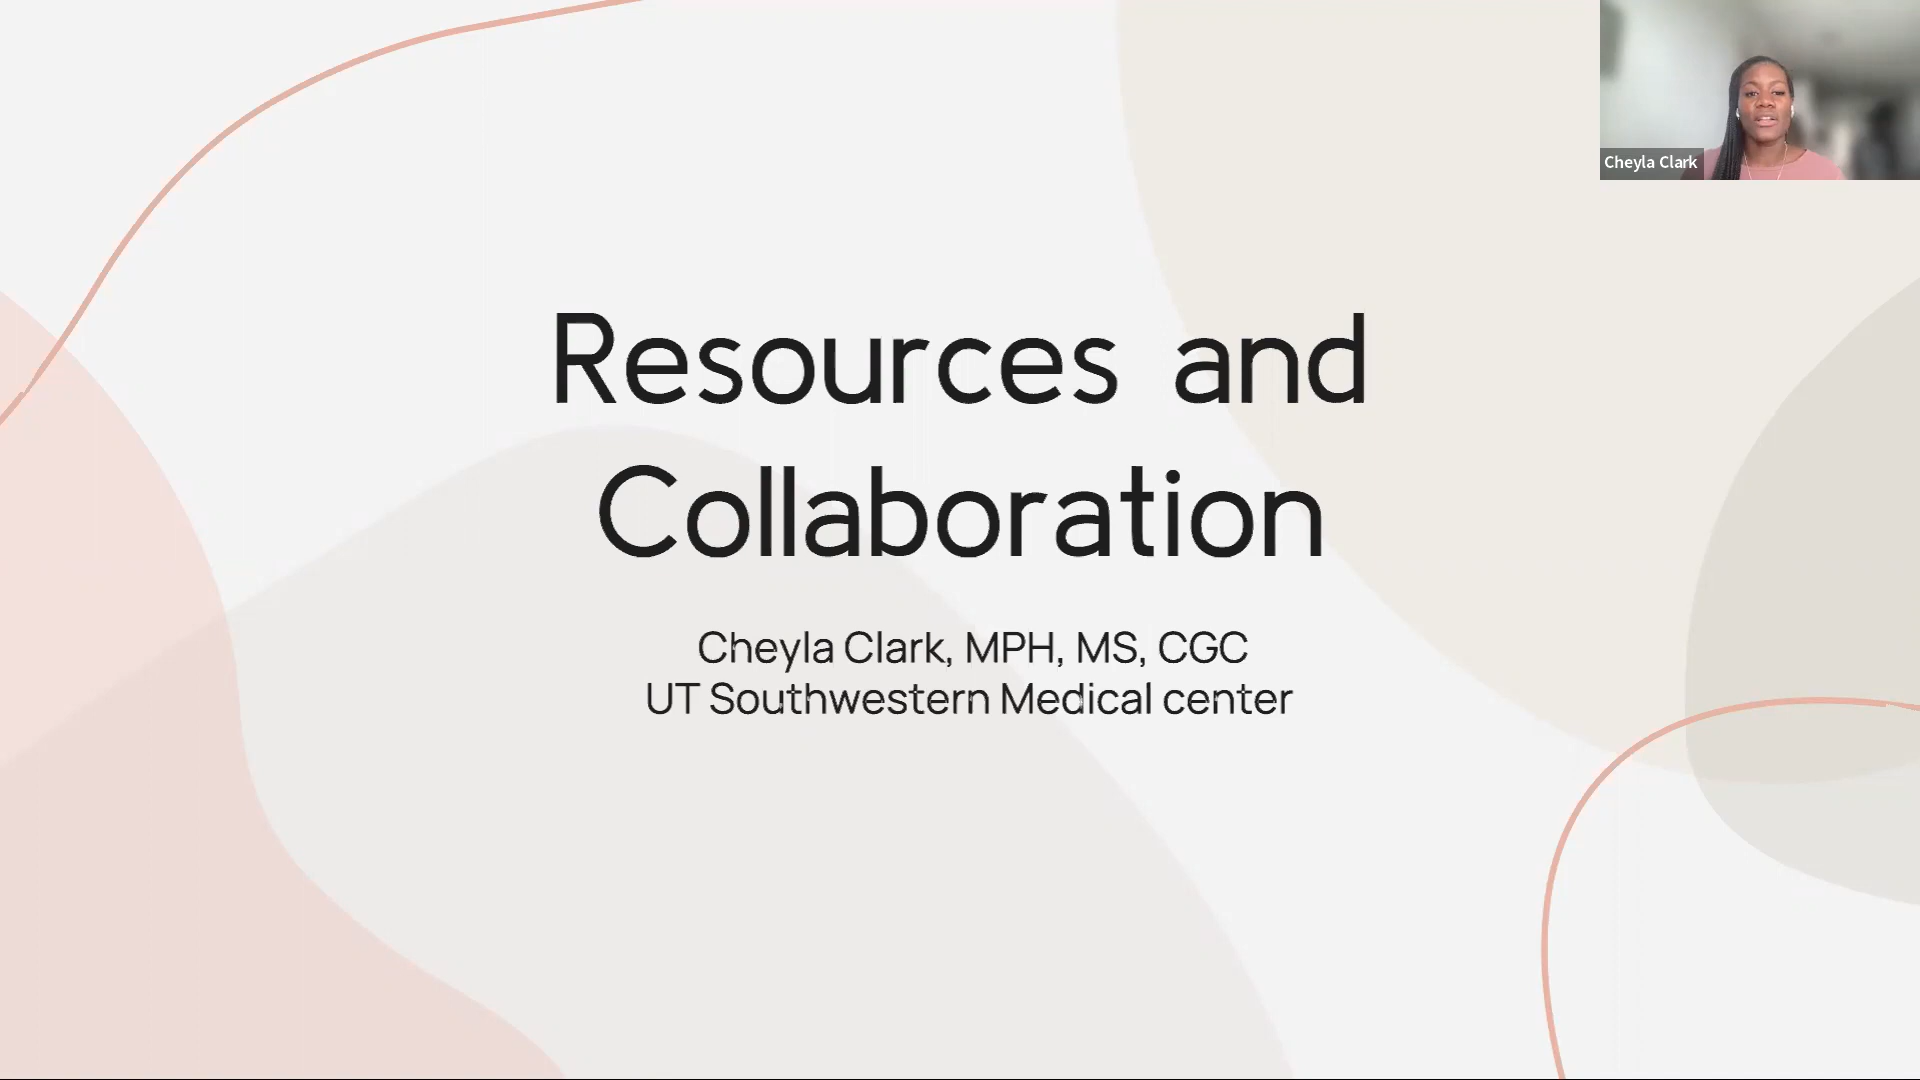 Cheyla Clark
Resources and
Collaboration
Cheyla Clark, MPH, MS, CGC
UT Southwestern Medical center